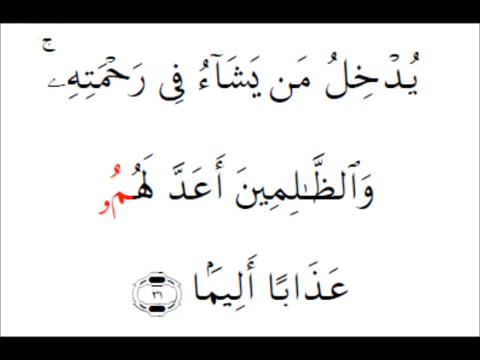 يُدْخِلُ مَن يَشَآءُ فِى رَحْمَتِهِۦ ۚ
وَٱلظَّٰلِمِينَ أَعَدَّ لَهُمُۥ
عَذَابًا أَلِيمَۢا ٣١